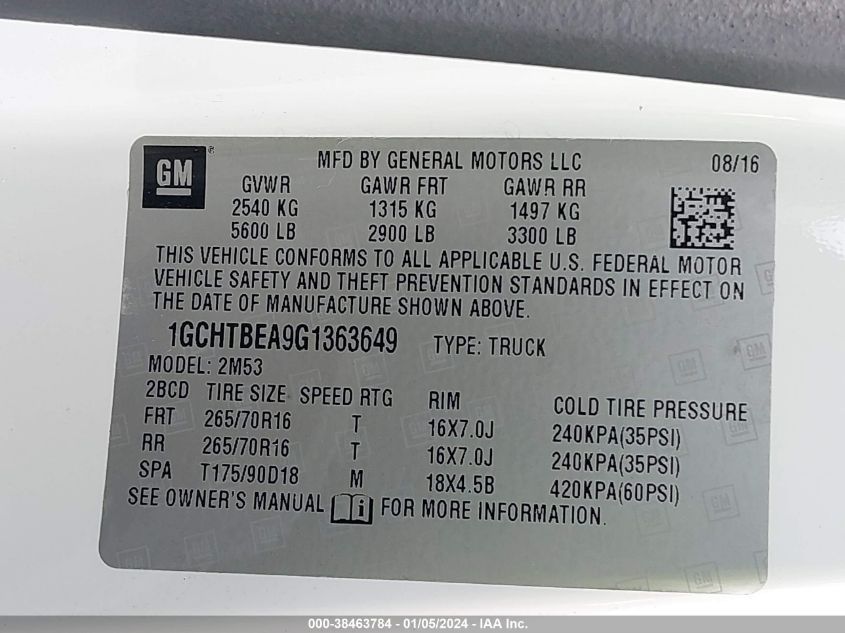 GM ®
MFD BY GENERAL MOTORS LLC 08/16
GVWR GAWR FRT GAWR RR
2540 KG 1315 KG 1497 KG
5600 LB 2900 LB 3300 LB
THIS VEHICLE CONFORMS TO ALL APPLICABLE U.S. FEDERAL MOTOR
VEHICLE SAFETY AND THEFT PREVENTION STANDARDS IN EFFECT ON
THE DATE OF MANUFACTURE SHOWN ABOVE.
1GCHTBEA9G1363649 TYPE: TRUCK
MODEL: 2M53
2BCD TIRE SIZE SPEED RTG RIM COLD TIRE PRESSURE
FRT 265/70R16 T 16X7.0J 240KPA(35PSI)
RR 265/70R16 T 16X7.0J 240KPA(35PSI)
SPA T175/90D18 M 18X4.5B 420KPA(60PSI)
SEE OWNER'S MANUAL FOR MORE INFORMATION.
000-38463784 - 01/05/2024 - IAA Inc.